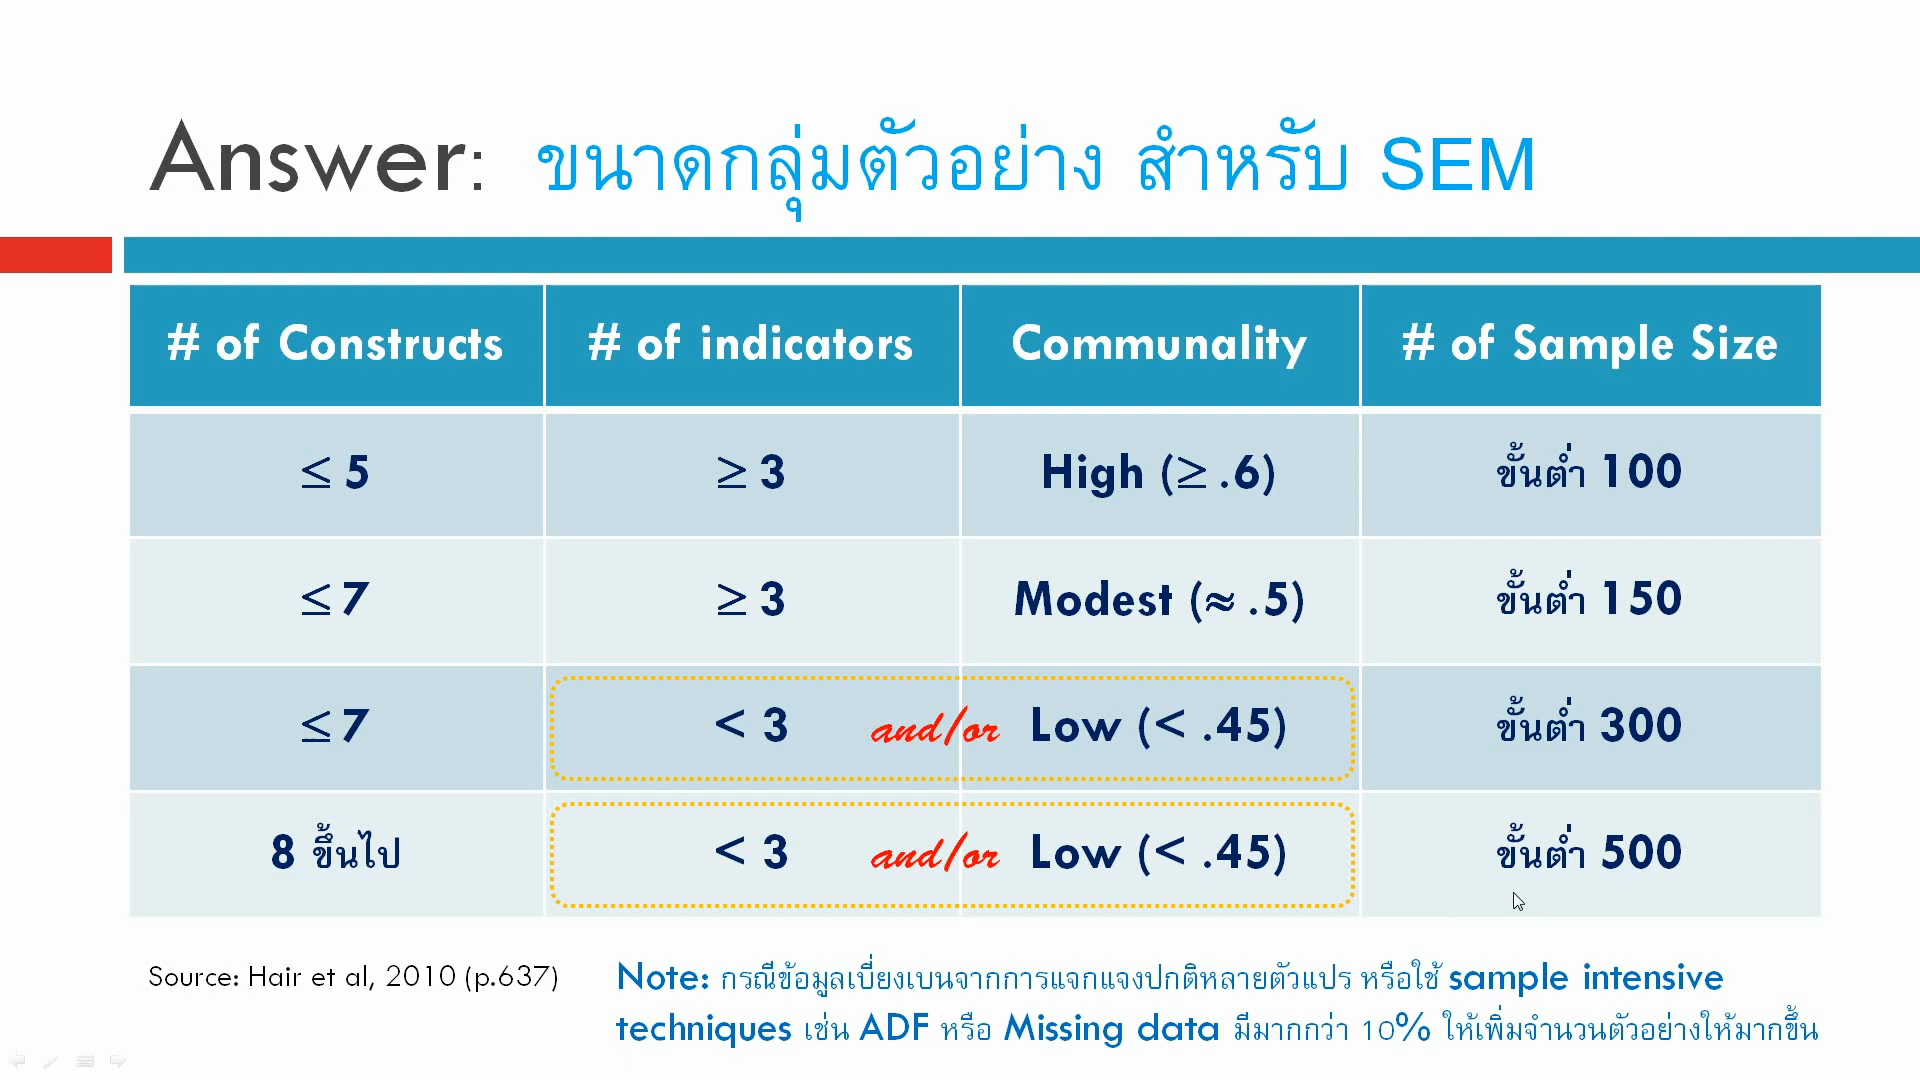 Answer: ขนาดกลุ่มตัวอย่าง สำหรับ SEM
# of Constructs # of indicators Communality # of Sample Size
≤ 5 ≥ 3 High (≥ .6) ขั้นต่ำ 100
≤ 7 ≥ 3 Modest (≈ .5) ขั้นต่ำ 150
≤ 7 < 3 and/or Low (< .45) ขั้นต่ำ 300
8 ขึ้นไป < 3 and/or Low (< .45) ขั้นต่ำ 500
Source: Hair et al, 2010 (p.637)
Note: กรณีข้อมูลเบี่ยงเบนจากการแจกแจงปกติหลายตัวแปร หรือใช้ sample intensive
techniques เช่น ADF หรือ Missing data มีมากกว่า 10% ให้เพิ่มจำนวนตัวอย่างให้มากขึ้น